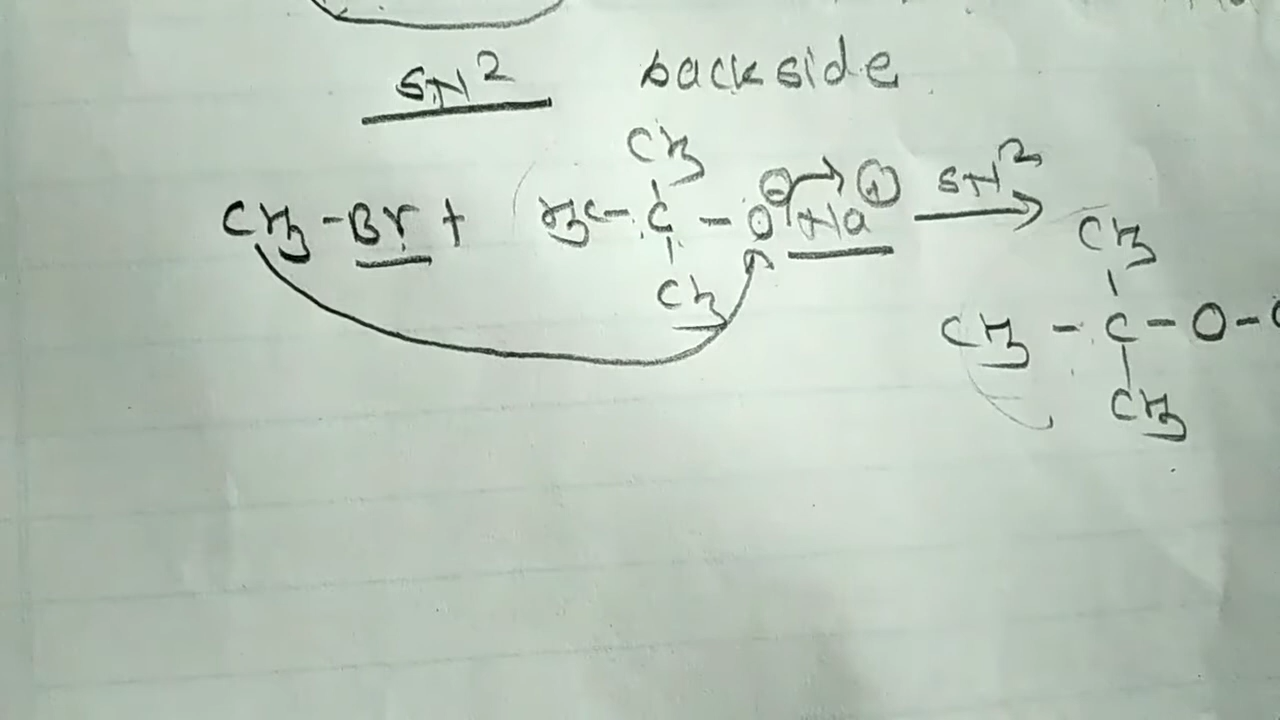 SN2 backside
CH3
CH3-Br + H3C-C-O⊖Na⊕ SN2
CH3
CH3
CH3-C-O-
CH3